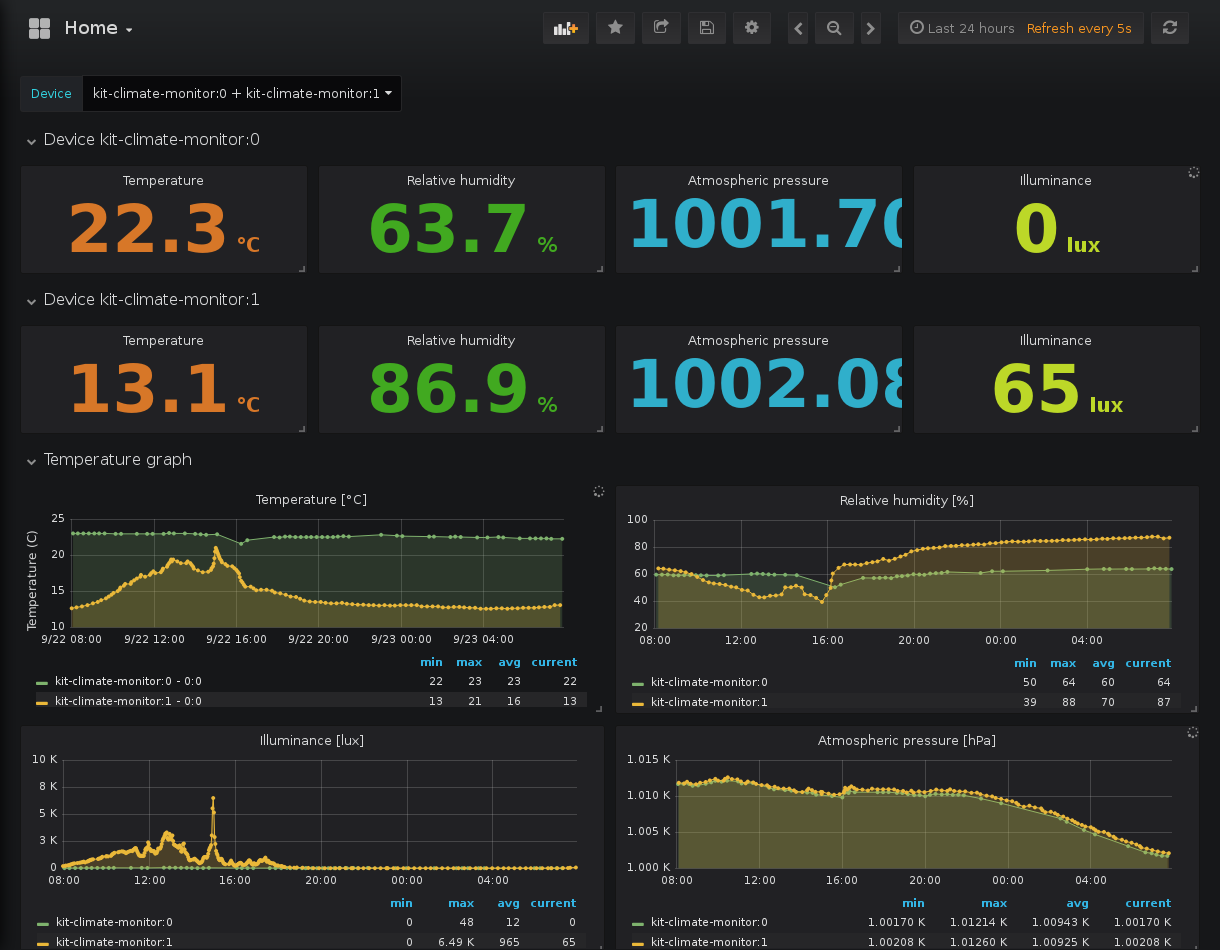 Home
Last 24 hours Refresh every 5s
Device kit-climate-monitor:0 + kit-climate-monitor:1
Device kit-climate-monitor:0
Temperature Relative humidity Atmospheric pressure Illuminance
22.3 °C 63.7 % 1001.70 0 lux
Device kit-climate-monitor:1
Temperature Relative humidity Atmospheric pressure Illuminance
13.1 °C 86.9 % 1002.08 65 lux
Temperature graph
Temperature [°C]
Temperature (C)
25
20
15
10
9/22 08:00 9/22 12:00 9/22 16:00 9/22 20:00 9/23 00:00 9/23 04:00
min max avg current
kit-climate-monitor:0 - 0:0 22 23 23 22
kit-climate-monitor:1 - 0:0 13 21 16 13
Relative humidity [%]
100
80
60
40
20
08:00 12:00 16:00 20:00 00:00 04:00
min max avg current
kit-climate-monitor:0 50 64 60 64
kit-climate-monitor:1 39 88 70 87
Illuminance [lux]
10 K
8 K
5 K
3 K
0
08:00 12:00 16:00 20:00 00:00 04:00
min max avg current
kit-climate-monitor:0 0 48 12 0
kit-climate-monitor:1 0 6.49 K 965 65
Atmospheric pressure [hPa]
1.015 K
1.010 K
1.005 K
1.000 K
08:00 12:00 16:00 20:00 00:00 04:00
min max avg current
kit-climate-monitor:0 1.00170 K 1.01214 K 1.00943 K 1.00170 K
kit-climate-monitor:1 1.00208 K 1.01260 K 1.00925 K 1.00208 K